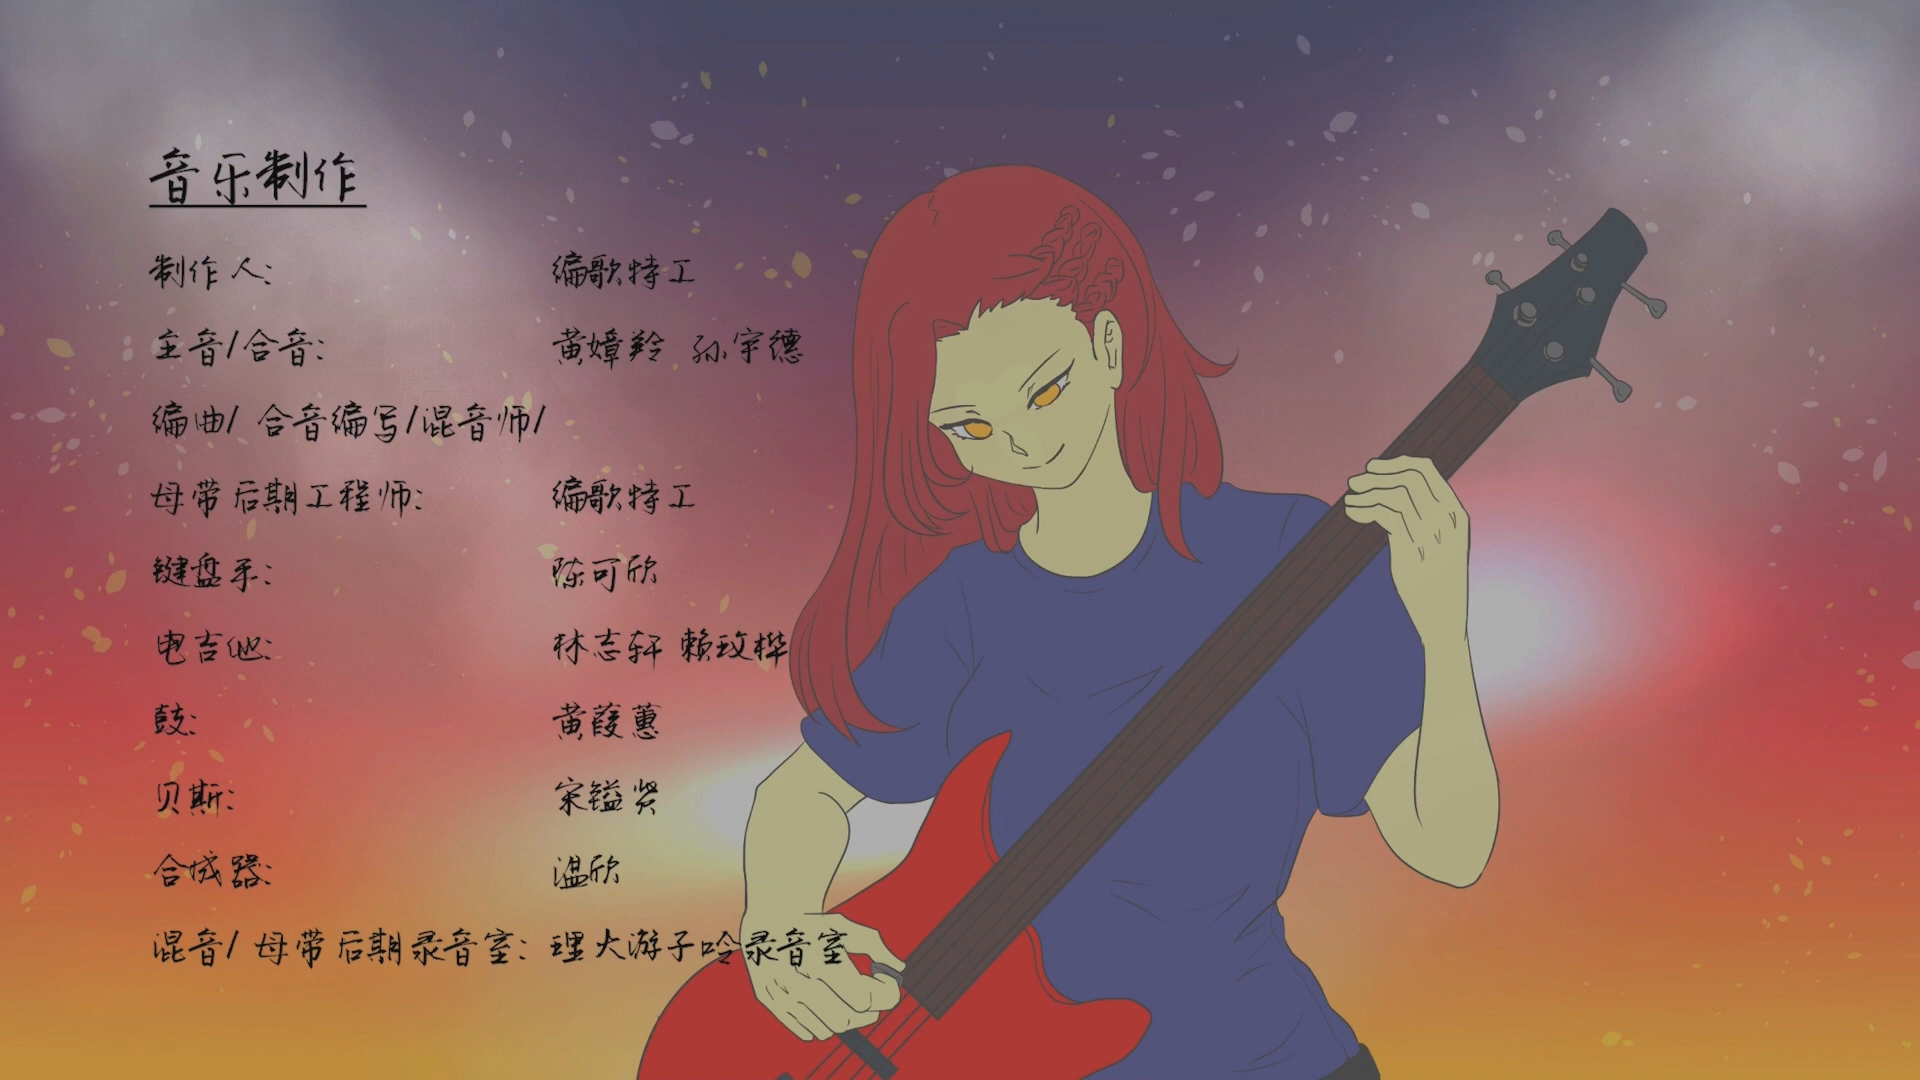 音乐制作
制作人: 编歌特工
主音/合音: 黄嫜羚 孙宇德
编曲/ 合音编写/混音师/
母带后期工程师: 编歌特工
键盘手: 陈可欣
电吉他: 林志轩 赖玟桦
鼓: 黄葭蕙
贝斯: 宋镒贤
合成器: 温欣
混音/ 母带后期录音室: 理大游子吟录音室